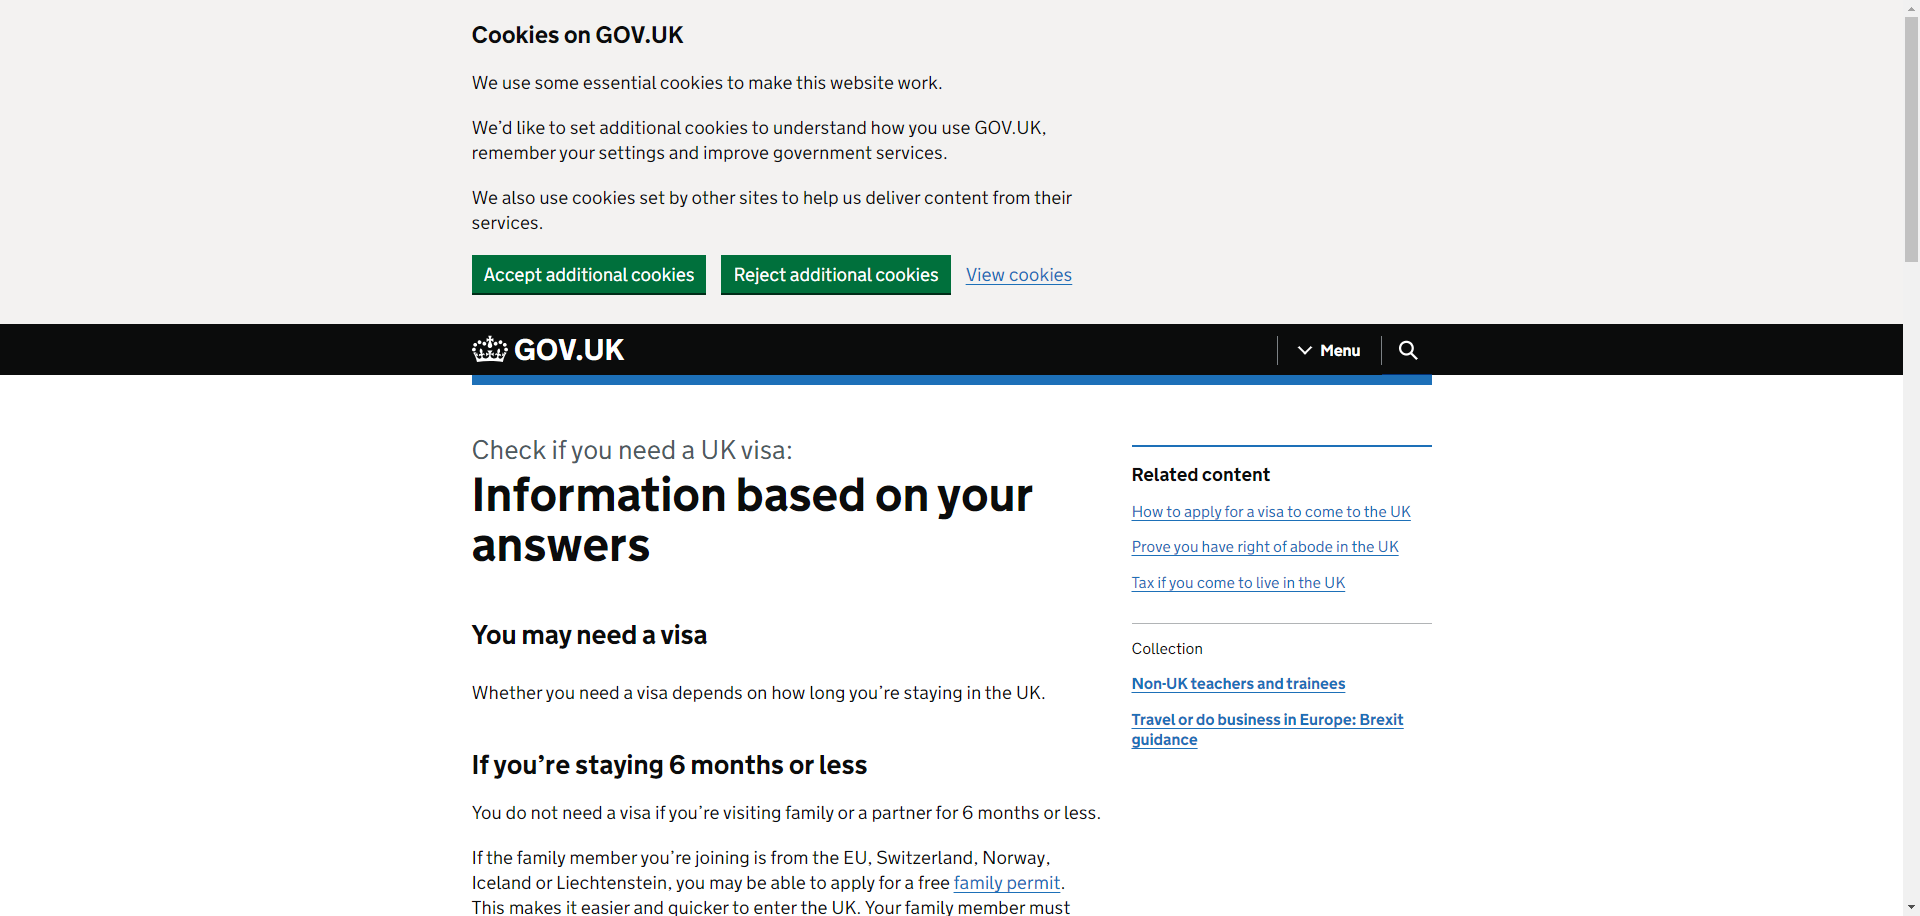 Cookies on GOV.UK
We use some essential cookies to make this website work.
We’d like to set additional cookies to understand how you use GOV.UK,
remember your settings and improve government services.
We also use cookies set by other sites to help us deliver content from their
services.
Accept additional cookies
Reject additional cookies
View cookies
GOV.UK
Menu
Check if you need a UK visa:
Information based on your
answers
You may need a visa
Whether you need a visa depends on how long you’re staying in the UK.
If you’re staying 6 months or less
You do not need a visa if you’re visiting family or a partner for 6 months or less.
If the family member you’re joining is from the EU, Switzerland, Norway,
Iceland or Liechtenstein, you may be able to apply for a free family permit.
This makes it easier and quicker to enter the UK. Your family member must
Related content
How to apply for a visa to come to the UK
Prove you have right of abode in the UK
Tax if you come to live in the UK
Collection
Non-UK teachers and trainees
Travel or do business in Europe: Brexit
guidance